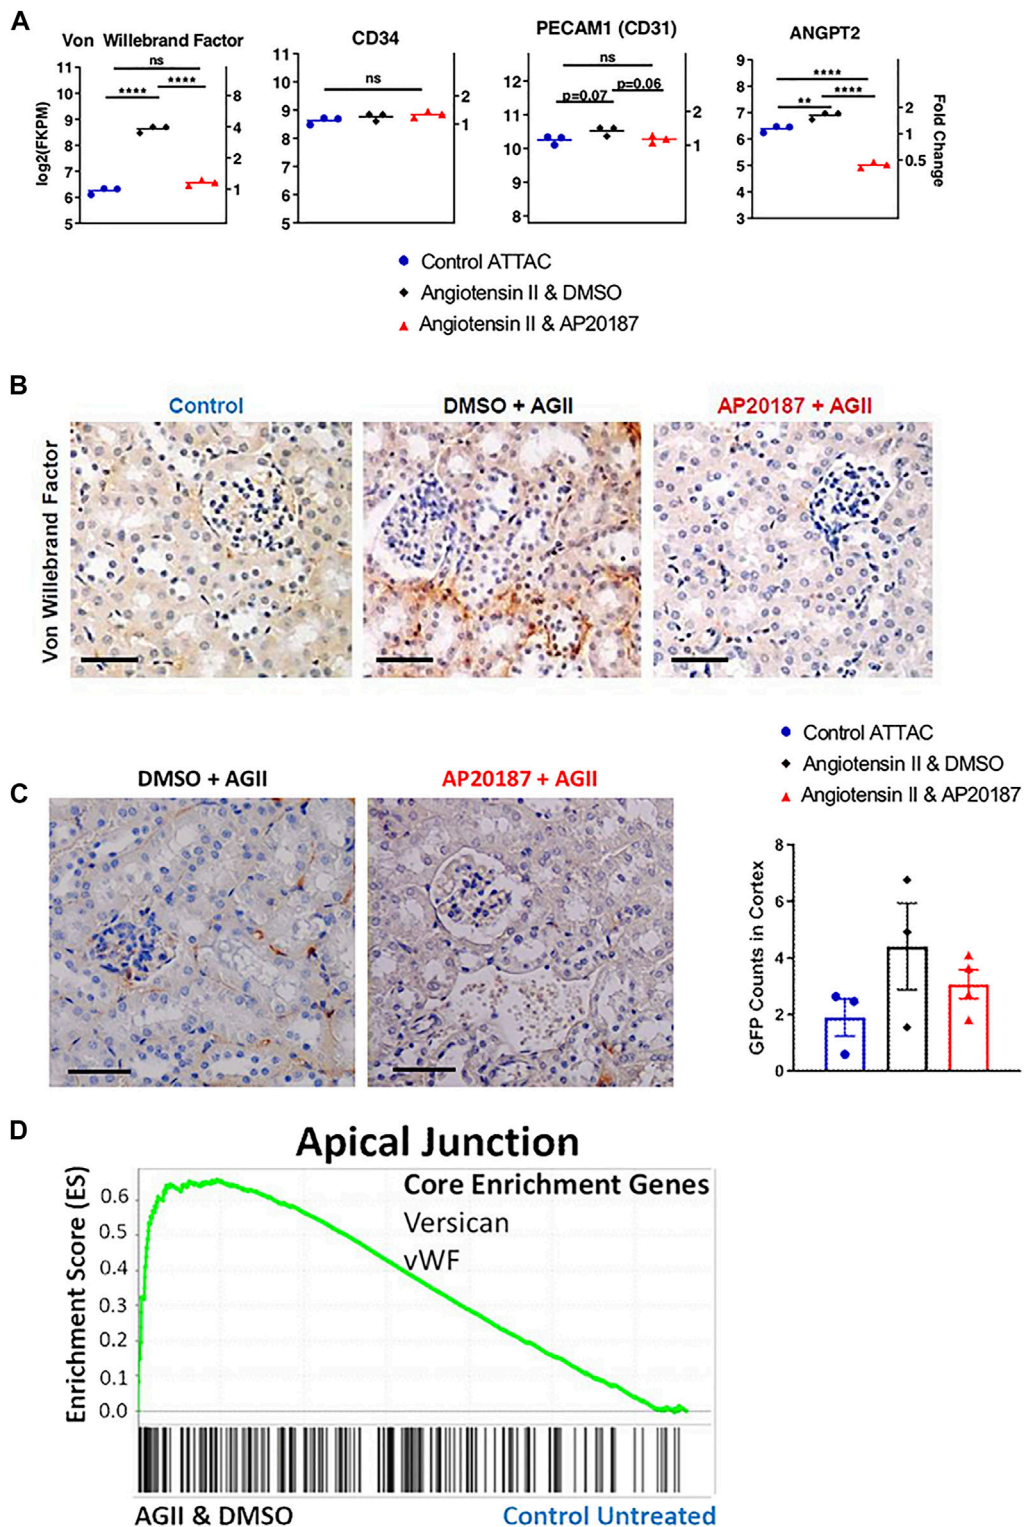 A
Von Willebrand Factor
CD34
PECAM1 (CD31)
ANGPT2
log2(FKPM)
11
10
9
8
7
6
5
ns
****
****
8
4
2
1
11
10
9
8
7
6
5
ns
2
1
12
11
10
9
8
ns
p=0.07
p=0.06
2
1
9
8
7
6
5
4
3
****
****
**
2
1
0.5
Fold Change
Control ATTAC
Angiotensin II & DMSO
Angiotensin II & AP20187
B
Control
DMSO + AGII
AP20187 + AGII
Von Willebrand Factor
C
DMSO + AGII
AP20187 + AGII
Control ATTAC
Angiotensin II & DMSO
Angiotensin II & AP20187
GFP Counts in Cortex
8
6
4
2
0
D
Apical Junction
Enrichment Score (ES)
0.6
0.5
0.4
0.3
0.2
0.1
0.0
Core Enrichment Genes
Versican
vWF
AGII & DMSO
Control Untreated